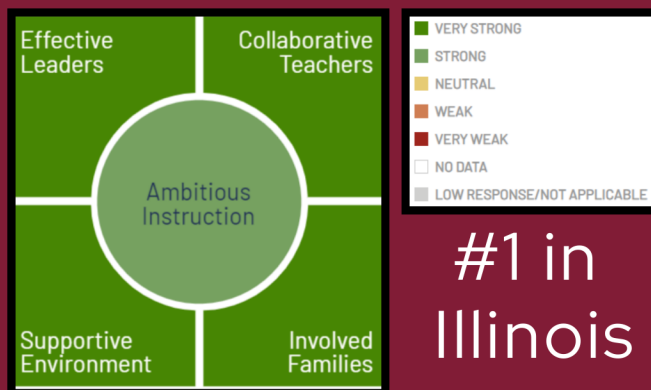 Effective
Leaders
Collaborative
Teachers
Ambitious
Instruction
Supportive
Environment
Involved
Families
VERY STRONG
STRONG
NEUTRAL
WEAK
VERY WEAK
NO DATA
LOW RESPONSE/NOT APPLICABLE
#1 in
Illinois